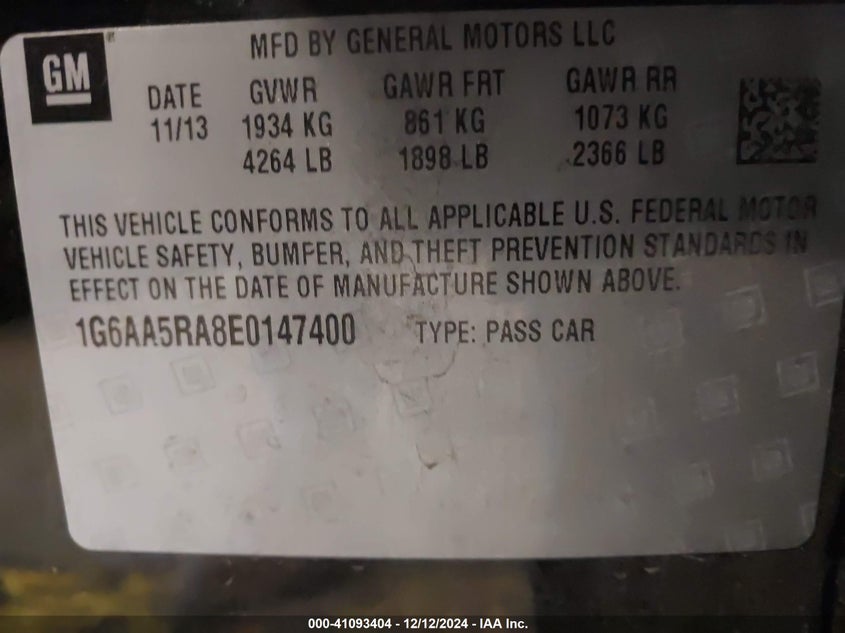 GM
MFD BY GENERAL MOTORS LLC
DATE GVWR GAWR FRT GAWR RR
11/13 1934 KG 861 KG 1073 KG
4264 LB 1898 LB 2366 LB
THIS VEHICLE CONFORMS TO ALL APPLICABLE U.S. FEDERAL MOTOR
VEHICLE SAFETY, BUMPER, AND THEFT PREVENTION STANDARDS IN
EFFECT ON THE DATE OF MANUFACTURE SHOWN ABOVE.
1G6AA5RA8E0147400 TYPE: PASS CAR
000-41093404 - 12/12/2024 - IAA Inc.